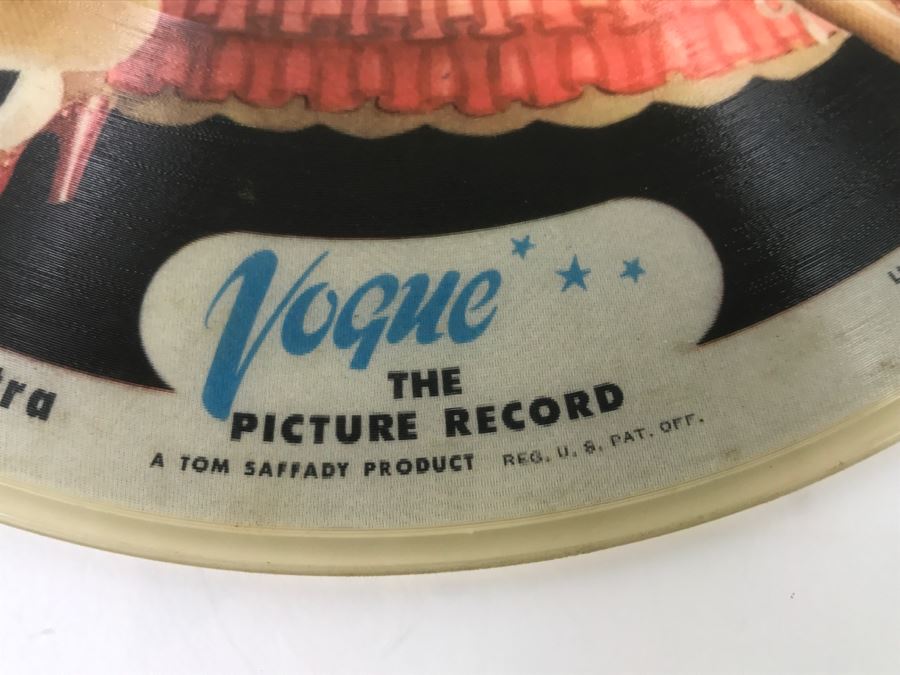 Vogue
THE
PICTURE RECORD
A TOM SAFFADY PRODUCT REG. U. S. PAT. OFF.